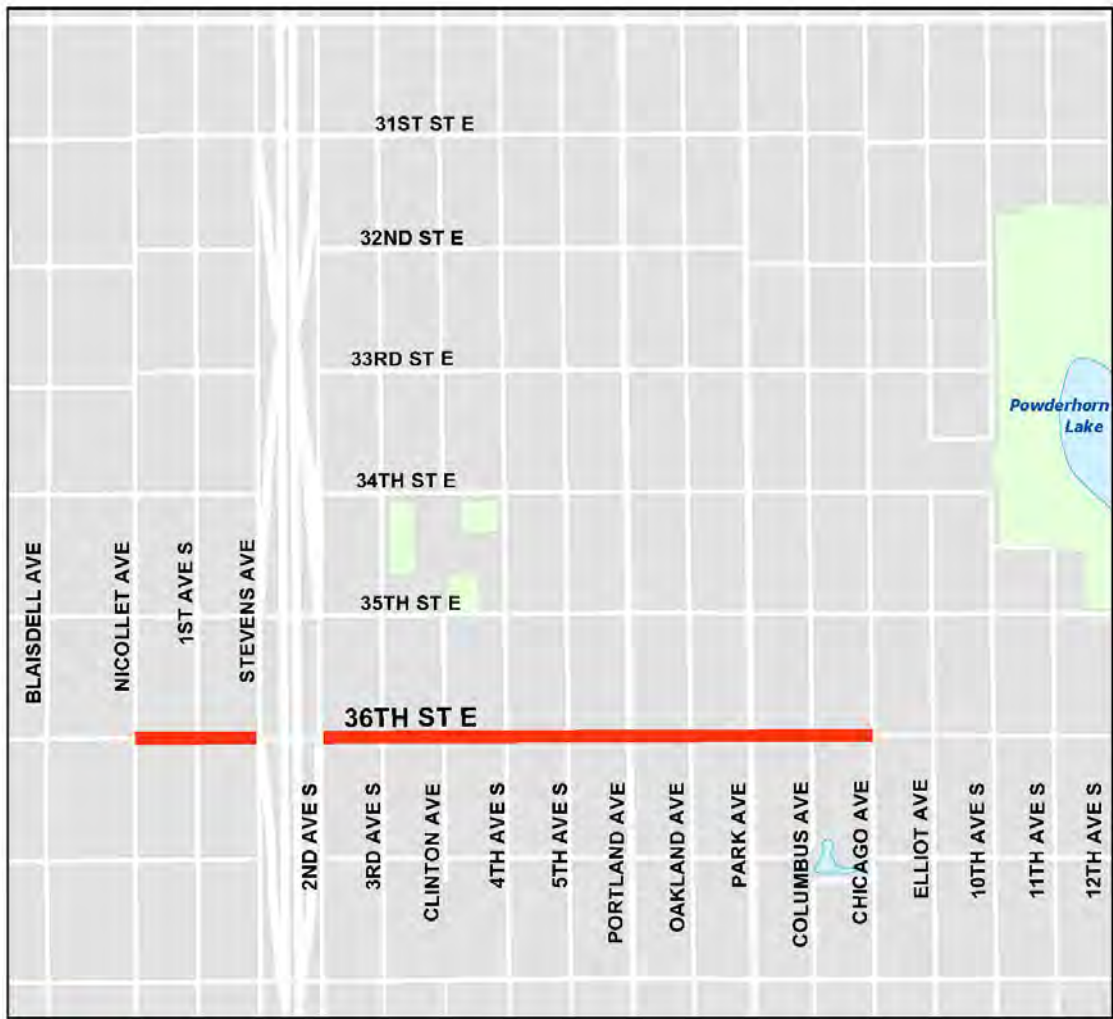 31ST ST E
32ND ST E
33RD ST E
Powderhorn
Lake
34TH ST E
35TH ST E
BLAISDELL AVE
NICOLLET AVE
1ST AVE S
STEVENS AVE
36TH ST E
2ND AVE S
3RD AVE S
CLINTON AVE
4TH AVE S
5TH AVE S
PORTLAND AVE
OAKLAND AVE
PARK AVE
COLUMBUS AVE
CHICAGO AVE
ELLIOT AVE
10TH AVE S
11TH AVE S
12TH AVE S